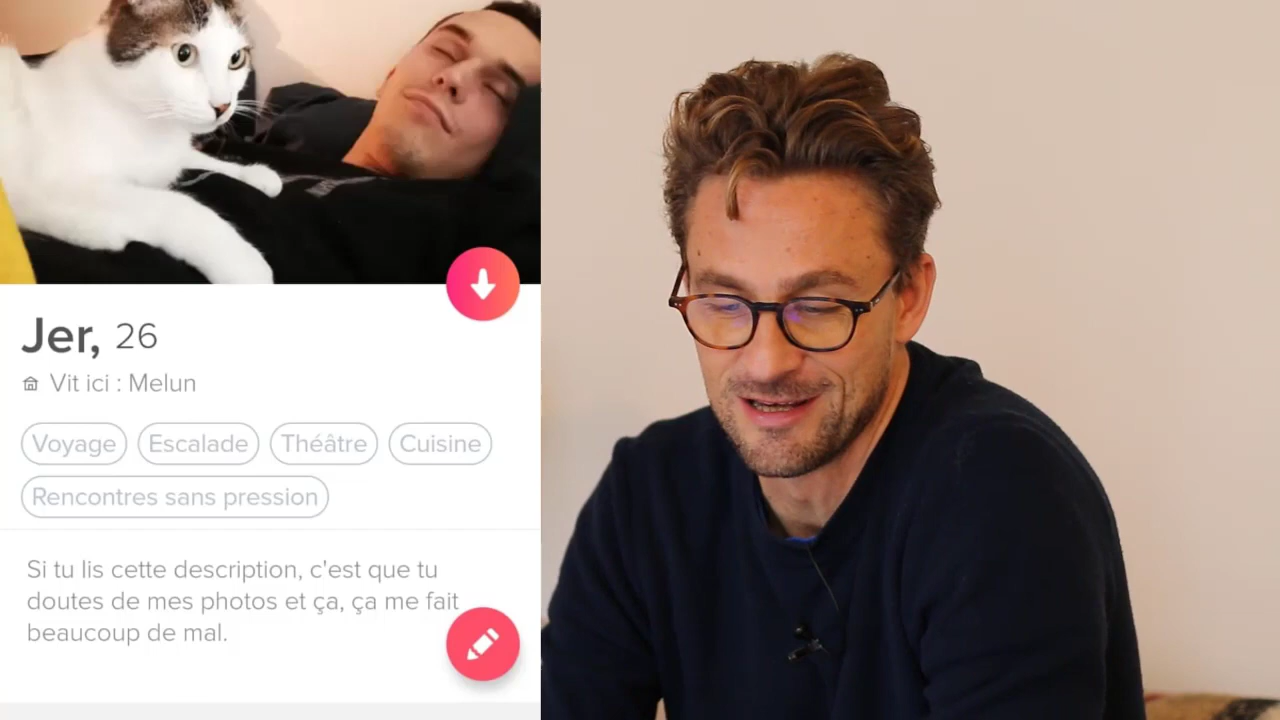 Jer, 26
Vit ici : Melun
Voyage Escalade Théâtre Cuisine
Rencontres sans pression
Si tu lis cette description, c'est que tu
doutes de mes photos et ça, ça me fait
beaucoup de mal.